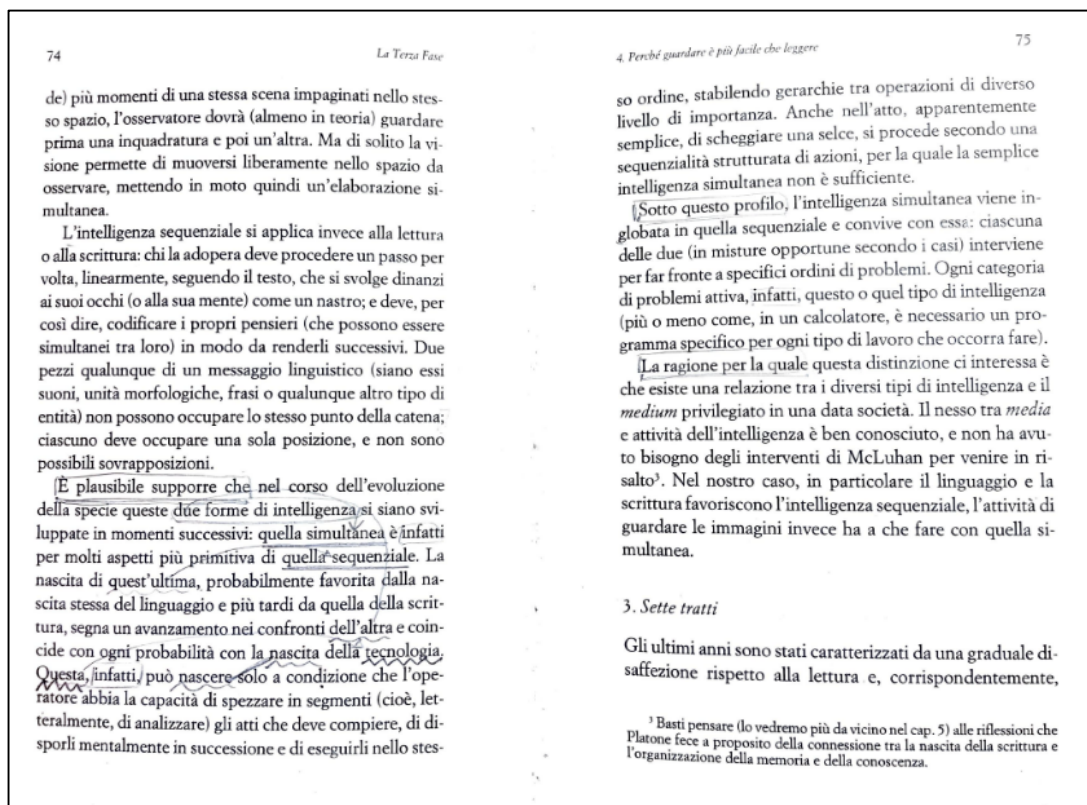 74
La Terza Fase
de) più momenti di una stessa scena impaginati nello stes-
so spazio, l'osservatore dovrà (almeno in teoria) guardare
prima una inquadratura e poi un'altra. Ma di solito la vi-
sione permette di muoversi liberamente nello spazio da
osservare, mettendo in moto quindi un'elaborazione si-
multanea.
L'intelligenza sequenziale si applica invece alla lettura
o alla scrittura: chi la adopera deve procedere un passo per
volta, linearmente, seguendo il testo, che si svolge dinanzi
ai suoi occhi (o alla sua mente) come un nastro; e deve, per
così dire, codificare i propri pensieri (che possono essere
simultanei tra loro) in modo da renderli successivi. Due
pezzi qualunque di un messaggio linguistico (siano essi
suoni, unità morfologiche, frasi o qualunque altro tipo di
entità) non possono occupare lo stesso punto della catena;
ciascuno deve occupare una sola posizione, e non sono
possibili sovrapposizioni.
È plausibile supporre che nel corso dell'evoluzione
della specie queste due forme di intelligenza si siano svi-
luppate in momenti successivi: quella simultanea è infatti
per molti aspetti più primitiva di quella sequenziale. La
nascita di quest'ultima, probabilmente favorita dalla na-
scita stessa del linguaggio e più tardi da quella della scrit-
tura, segna un avanzamento nei confronti dell'altra e coin-
cide con ogni probabilità con la nascita della tecnologia.
Questa, infatti, può nascere solo a condizione che l'ope-
ratore abbia la capacità di spezzare in segmenti (cioè, let-
teralmente, di analizzare) gli atti che deve compiere, di di-
sporli mentalmente in successione e di eseguirli nello stes-
4. Perché guardare è più facile che leggere
75
so ordine, stabilendo gerarchie tra operazioni di diverso
livello di importanza. Anche nell'atto, apparentemente
semplice, di scheggiare una selce, si procede secondo una
sequenzialità strutturata di azioni, per la quale la semplice
intelligenza simultanea non è sufficiente.
Sotto questo profilo, l'intelligenza simultanea viene in-
globata in quella sequenziale e convive con essa: ciascuna
delle due (in misture opportune secondo i casi) interviene
per far fronte a specifici ordini di problemi. Ogni categoria
di problemi attiva, infatti, questo o quel tipo di intelligenza
(più o meno come, in un calcolatore, è necessario un pro-
gramma specifico per ogni tipo di lavoro che occorra fare).
La ragione per la quale questa distinzione ci interessa è
che esiste una relazione tra i diversi tipi di intelligenza e il
medium privilegiato in una data società. Il nesso tra media
e attività dell'intelligenza è ben conosciuto, e non ha avu-
to bisogno degli interventi di McLuhan per venire in ri-
salto³. Nel nostro caso, in particolare il linguaggio e la
scrittura favoriscono l'intelligenza sequenziale, l'attività di
guardare le immagini invece ha a che fare con quella si-
multanea.
3. Sette tratti
Gli ultimi anni sono stati caratterizzati da una graduale di-
saffezione rispetto alla lettura e, corrispondentemente,
³ Basti pensare (lo vedremo più da vicino nel cap. 5) alle riflessioni che
Platone fece a proposito della connessione tra la nascita della scrittura e
l'organizzazione della memoria e della conoscenza.